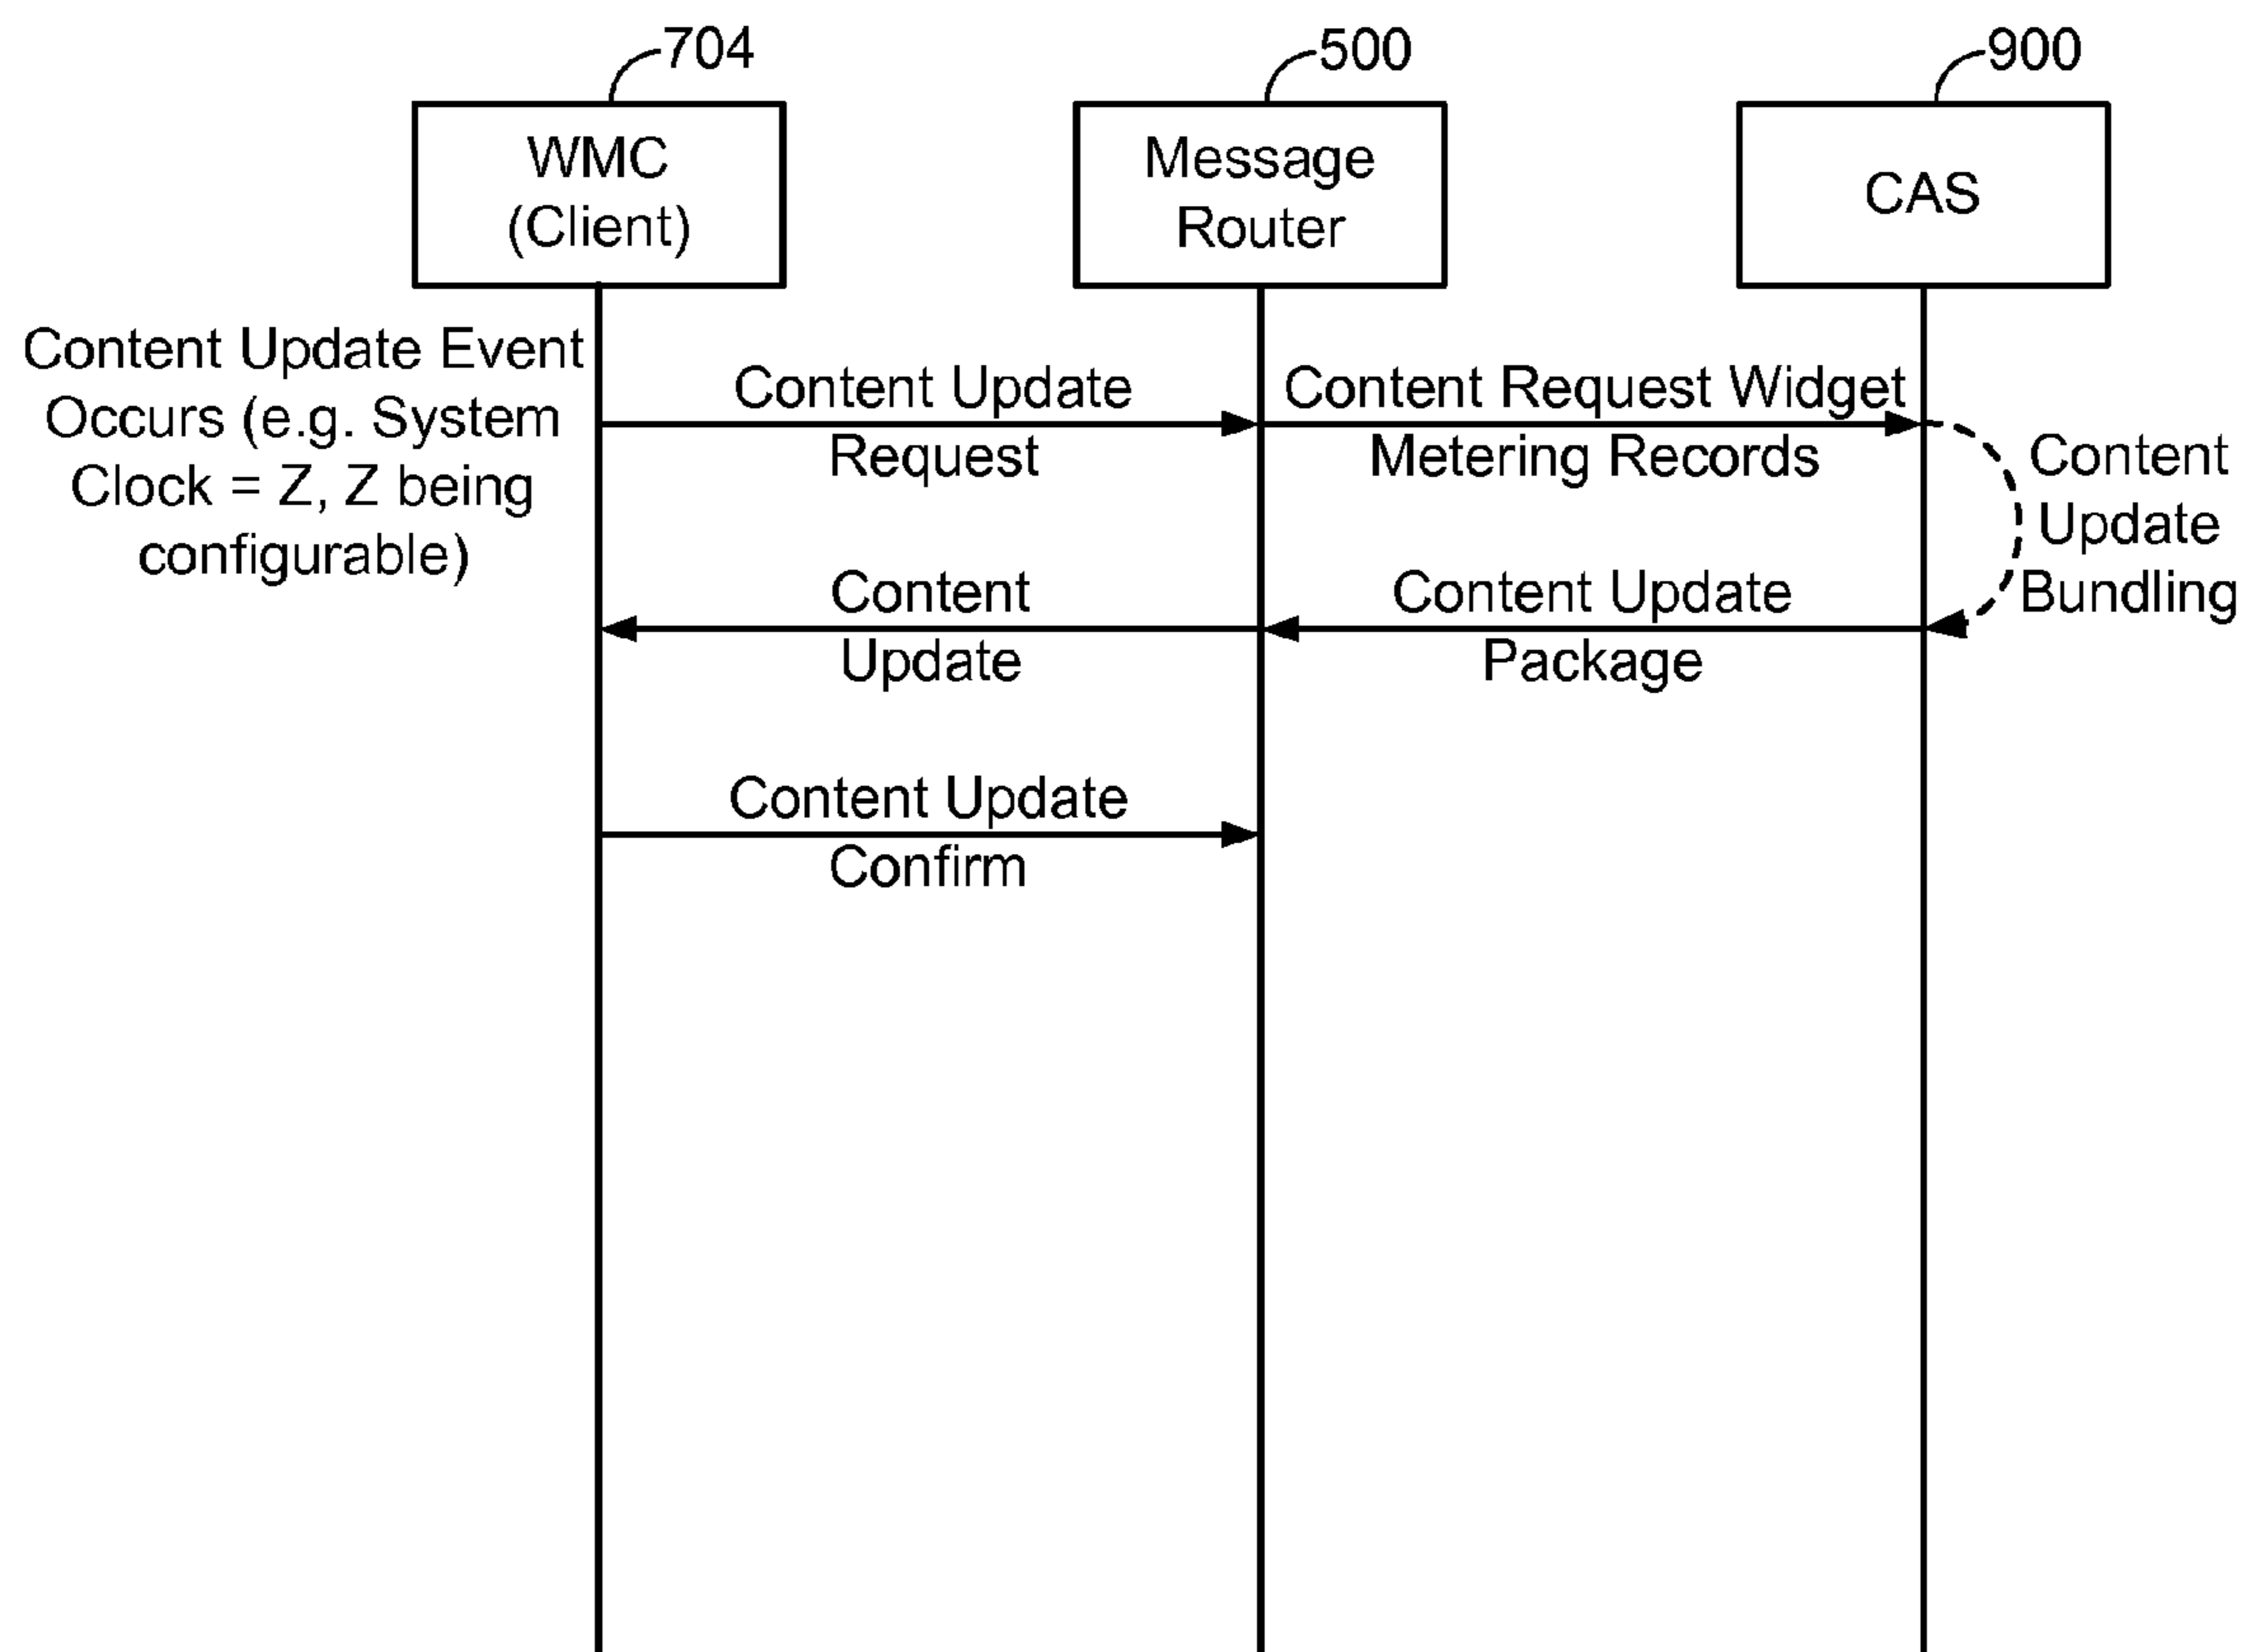 704
500
900
WMC
(Client)
Message
Router
CAS
Content Update Event
Occurs (e.g. System
Clock = Z, Z being
configurable)
Content Update
Request
Content Request Widget
Metering Records
Content
Update
Bundling
Content
Update
Content Update
Package
Content Update
Confirm